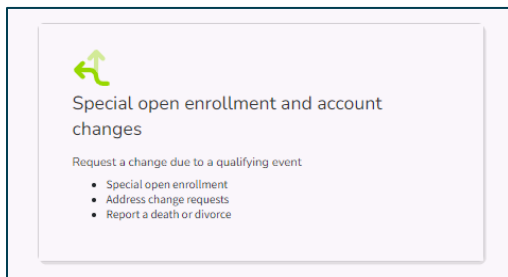 Special open enrollment and account
changes
Request a change due to a qualifying event
• Special open enrollment
• Address change requests
• Report a death or divorce